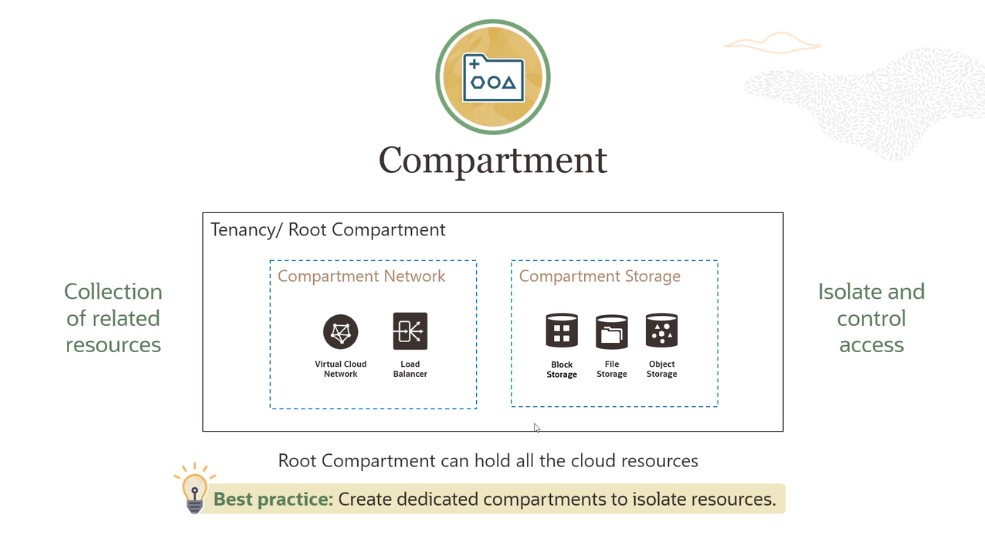 Compartment
Tenancy/ Root Compartment
Collection
of related
resources
Compartment Network
Virtual Cloud
Network
Load
Balancer
Compartment Storage
Block
Storage
File
Storage
Object
Storage
Isolate and
control
access
Root Compartment can hold all the cloud resources
Best practice: Create dedicated compartments to isolate resources.